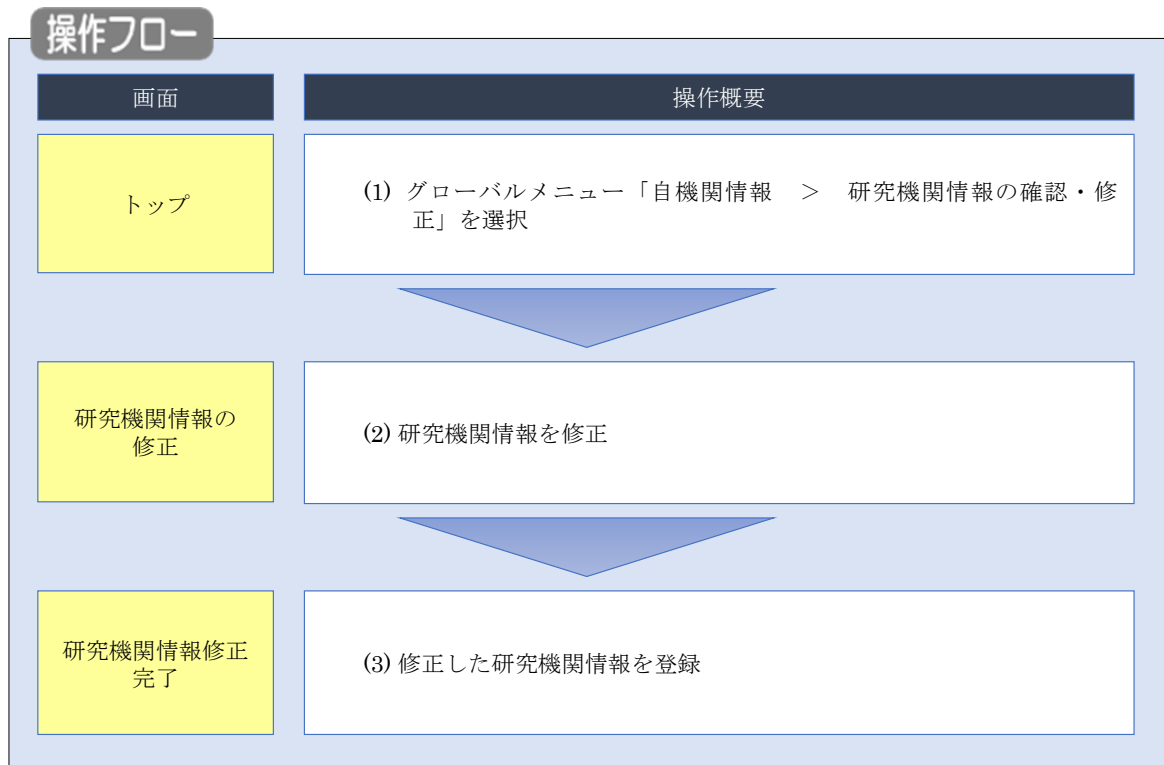 操作フロー
画面
操作概要
トップ
(1) グローバルメニュー「自機関情報　＞　研究機関情報の確認・修
正」を選択
研究機関情報の
修正
(2) 研究機関情報を修正
研究機関情報修正
完了
(3) 修正した研究機関情報を登録